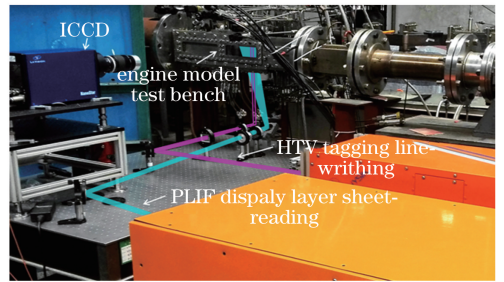 ICCD
engine model
test bench
HTV tagging line-
writhing
PLIF dispaly layer sheet-
reading